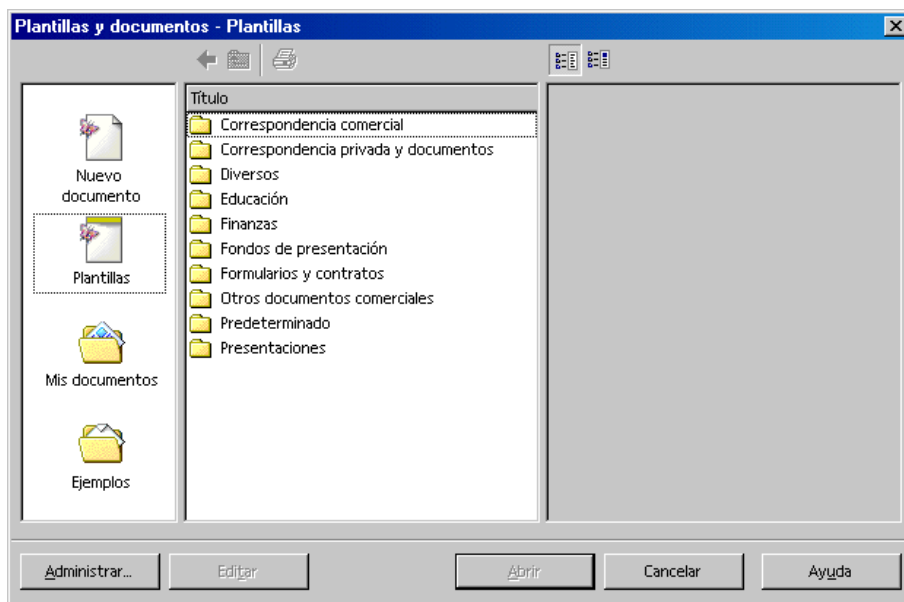 Plantillas y documentos - Plantillas
Nuevo
documento
Plantillas
Mis documentos
Ejemplos
Título
Correspondencia comercial
Correspondencia privada y documentos
Diversos
Educación
Finanzas
Fondos de presentación
Formularios y contratos
Otros documentos comerciales
Predeterminado
Presentaciones
Administrar...
Editar
Abrir
Cancelar
Ayuda